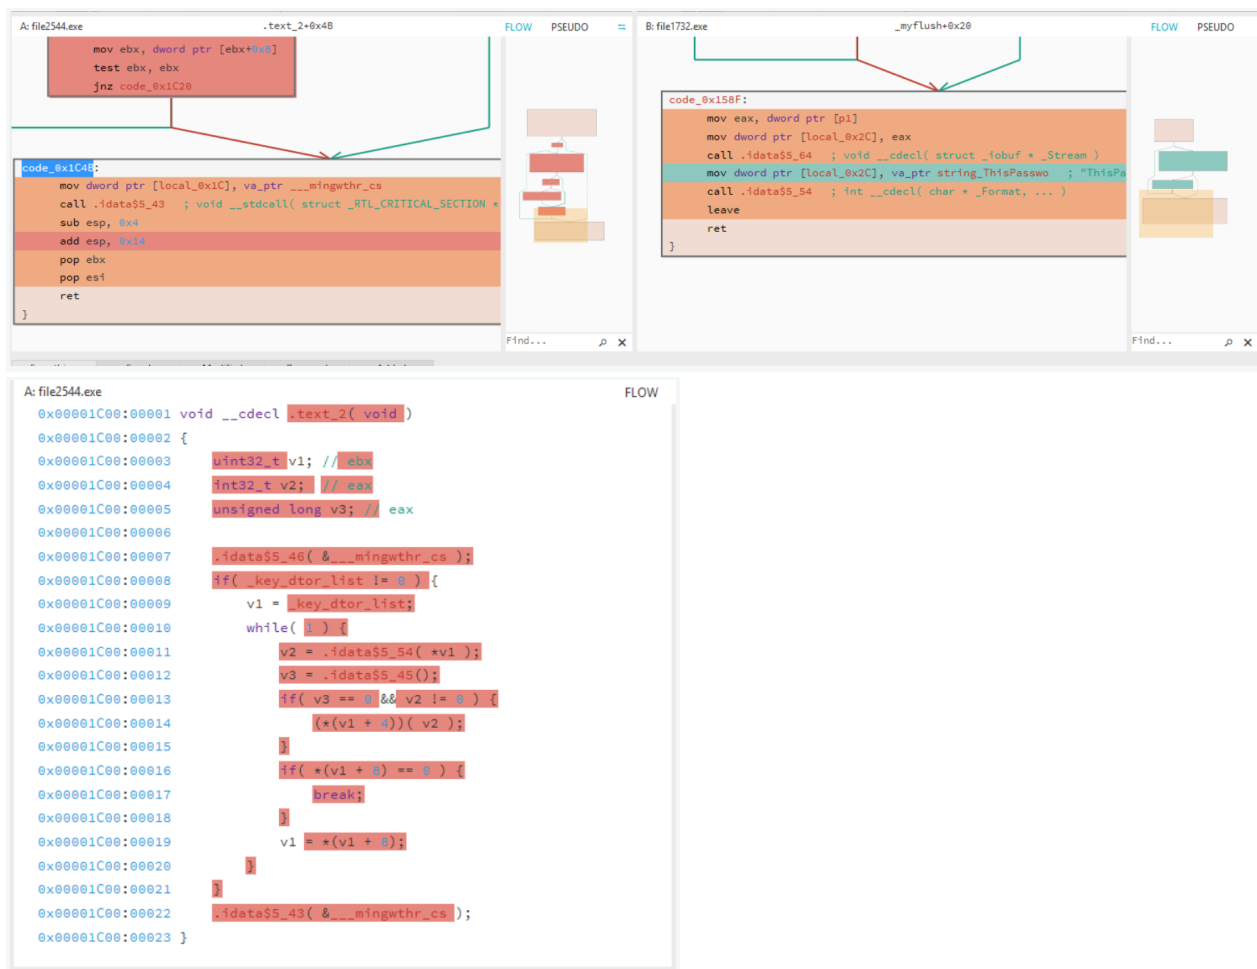 A: file2544.exe
.text_2+0x4B
FLOW PSEUDO
mov ebx, dword ptr [ebx+0x8]
test ebx, ebx
jnz code_0x1C20
code_0x1C4B:
mov dword ptr [local_0x1C], va_ptr ___mingwthr_cs
call .idata$5_43 ; void __stdcall( struct _RTL_CRITICAL_SECTION *
sub esp, 0x4
add esp, 0x14
pop ebx
pop esi
ret
}
Find...
B: file1732.exe
_myflush+0x20
FLOW PSEUDO
code_0x158F:
mov eax, dword ptr [p1]
mov dword ptr [local_0x2C], eax
call .idata$5_64 ; void __cdecl( struct _iobuf * _Stream )
mov dword ptr [local_0x2C], va_ptr string_ThisPasswo ; "ThisPa
call .idata$5_54 ; int __cdecl( char * _Format, ... )
leave
ret
}
Find...
A: file2544.exe
FLOW
0x00001C00:00001 void __cdecl .text_2( void )
0x00001C00:00002 {
0x00001C00:00003 uint32_t v1; // ebx
0x00001C00:00004 int32_t v2; // eax
0x00001C00:00005 unsigned long v3; // eax
0x00001C00:00006
0x00001C00:00007 .idata$5_46( &___mingwthr_cs );
0x00001C00:00008 if( _key_dtor_list != 0 ) {
0x00001C00:00009 v1 = _key_dtor_list;
0x00001C00:00010 while( 1 ) {
0x00001C00:00011 v2 = .idata$5_54( *v1 );
0x00001C00:00012 v3 = .idata$5_45();
0x00001C00:00013 if( v3 == 0 && v2 != 0 ) {
0x00001C00:00014 (*(v1 + 4))( v2 );
0x00001C00:00015 }
0x00001C00:00016 if( *(v1 + 8) == 0 ) {
0x00001C00:00017 break;
0x00001C00:00018 }
0x00001C00:00019 v1 = *(v1 + 8);
0x00001C00:00020 }
0x00001C00:00021 }
0x00001C00:00022 .idata$5_43( &___mingwthr_cs );
0x00001C00:00023 }